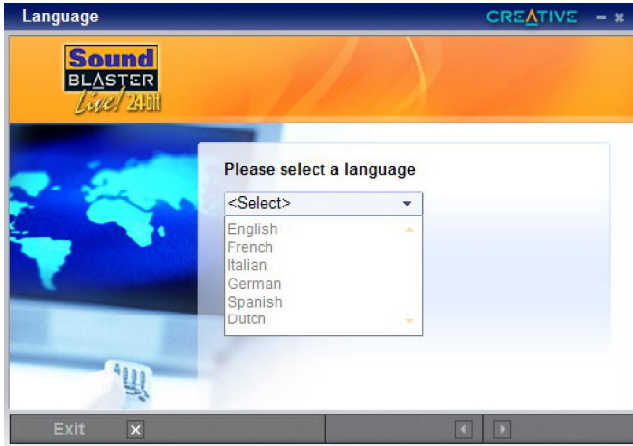 Language
CREATIVE
Sound
BLASTER
Live! 24-bit
Please select a language
<Select>
English
French
Italian
German
Spanish
Dutch
Exit